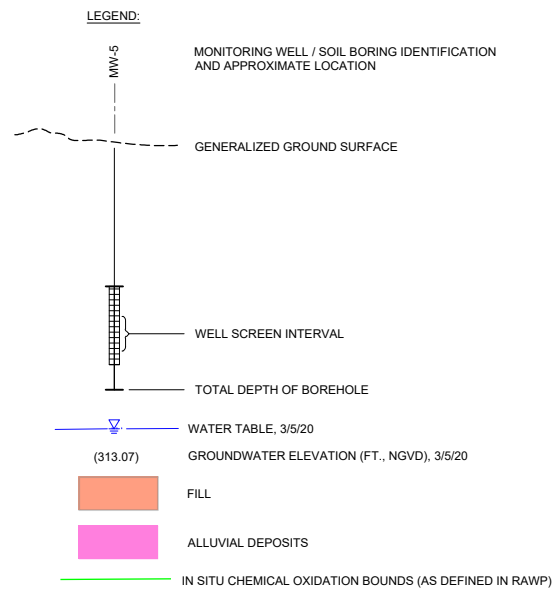 LEGEND:
MW-5
MONITORING WELL / SOIL BORING IDENTIFICATION
AND APPROXIMATE LOCATION
GENERALIZED GROUND SURFACE
WELL SCREEN INTERVAL
TOTAL DEPTH OF BOREHOLE
WATER TABLE, 3/5/20
(313.07) GROUNDWATER ELEVATION (FT., NGVD), 3/5/20
FILL
ALLUVIAL DEPOSITS
IN SITU CHEMICAL OXIDATION BOUNDS (AS DEFINED IN RAWP)